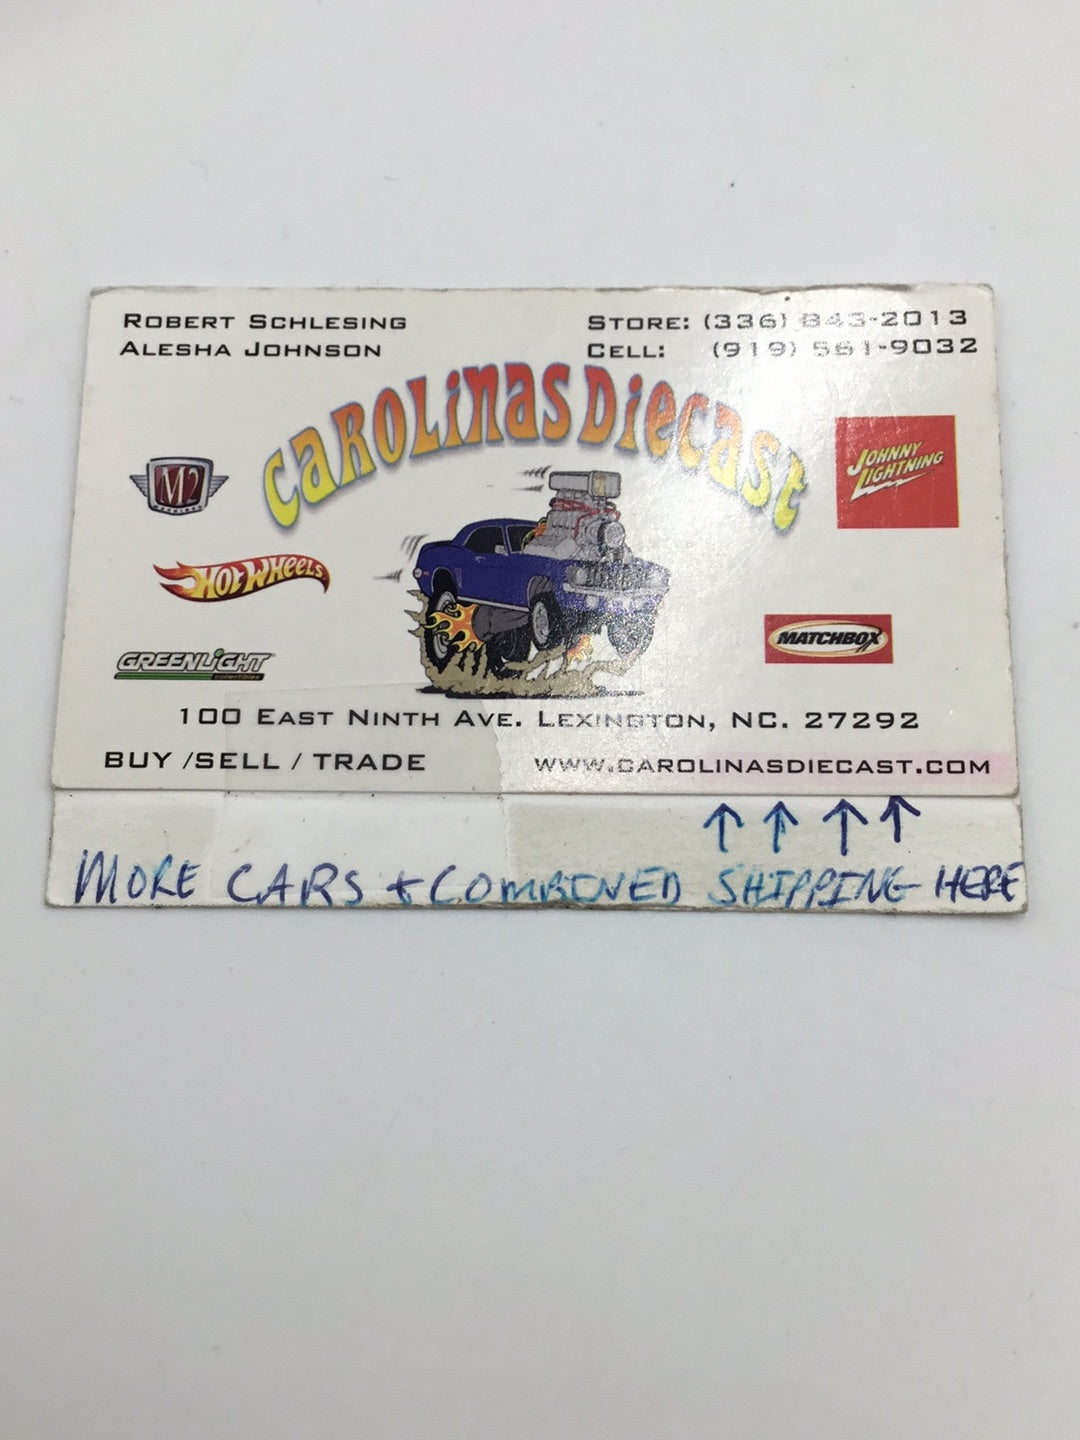 ROBERT SCHLESING
ALESHA JOHNSON
STORE: (336) 843-2013
CELL: (919) 561-9032
CAROLINAS DIECAST
M2
MACHINES
JOHNNY LIGHTNING
HOT WHEELS
MATCHBOX
GREENLIGHT
collectibles
100 EAST NINTH AVE. LEXINGTON, NC. 27292
BUY /SELL / TRADE
WWW.CAROLINASDIECAST.COM
↑ ↑ ↑ ↑
MORE CARS + COMBINED SHIPPING HERE